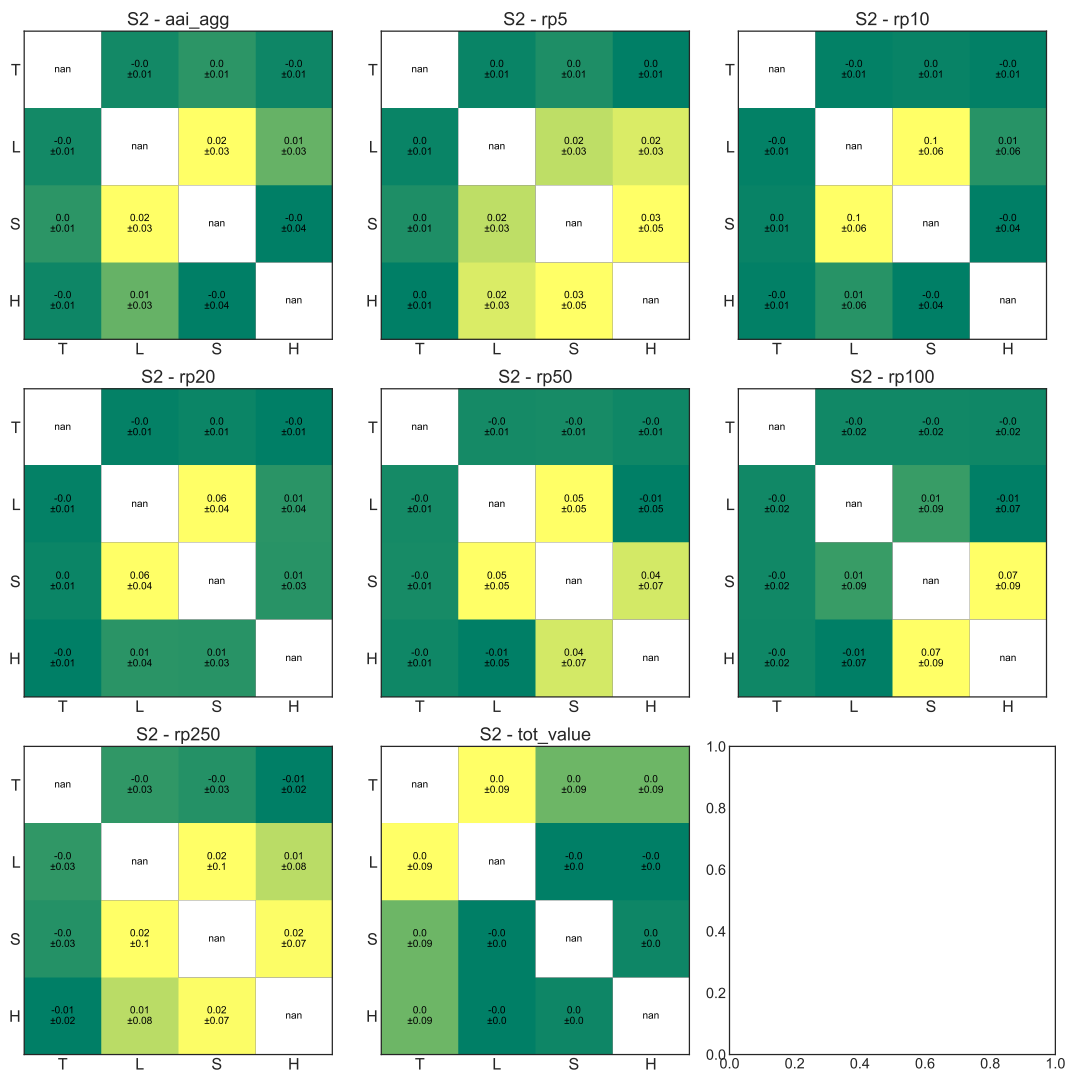 S2 - aai_agg
T
nan
-0.0
±0.01
0.0
±0.01
-0.0
±0.01
L
-0.0
±0.01
nan
0.02
±0.03
0.01
±0.03
S
0.0
±0.01
0.02
±0.03
nan
-0.0
±0.04
H
-0.0
±0.01
0.01
±0.03
-0.0
±0.04
nan
T L S H
S2 - rp5
nan
0.0
±0.01
0.0
±0.01
0.0
±0.01
T
L
0.0
±0.01
nan
0.02
±0.03
0.02
±0.03
S
0.0
±0.01
0.02
±0.03
nan
0.03
±0.05
H
0.0
±0.01
0.02
±0.03
0.03
±0.05
nan
T L S H
S2 - rp10
T
nan
-0.0
±0.01
0.0
±0.01
-0.0
±0.01
L
-0.0
±0.01
nan
0.1
±0.06
0.01
±0.06
S
0.0
±0.01
0.1
±0.06
nan
-0.0
±0.04
H
-0.0
±0.01
0.01
±0.06
-0.0
±0.04
nan
T L S H
S2 - rp20
T
nan
-0.0
±0.01
0.0
±0.01
-0.0
±0.01
L
-0.0
±0.01
nan
0.06
±0.04
0.01
±0.04
S
0.0
±0.01
0.06
±0.04
nan
0.01
±0.03
H
-0.0
±0.01
0.01
±0.04
0.01
±0.03
nan
T L S H
S2 - rp50
T
nan
-0.0
±0.01
-0.0
±0.01
-0.0
±0.01
L
-0.0
±0.01
nan
0.05
±0.05
-0.01
±0.05
S
-0.0
±0.01
0.05
±0.05
nan
0.04
±0.07
H
-0.0
±0.01
-0.01
±0.05
0.04
±0.07
nan
T L S H
S2 - rp100
T
nan
-0.0
±0.02
-0.0
±0.02
-0.0
±0.02
L
-0.0
±0.02
nan
0.01
±0.09
-0.01
±0.07
S
-0.0
±0.02
0.01
±0.09
nan
0.07
±0.09
H
-0.0
±0.02
-0.01
±0.07
0.07
±0.09
nan
T L S H
S2 - rp250
T
nan
-0.0
±0.03
-0.0
±0.03
-0.01
±0.02
L
-0.0
±0.03
nan
0.02
±0.1
0.01
±0.08
S
-0.0
±0.03
0.02
±0.1
nan
0.02
±0.07
H
-0.01
±0.02
0.01
±0.08
0.02
±0.07
nan
T L S H
S2 - tot_value
T
nan
0.0
±0.09
0.0
±0.09
0.0
±0.09
L
0.0
±0.09
nan
-0.0
±0.0
-0.0
±0.0
S
0.0
±0.09
-0.0
±0.0
nan
0.0
±0.0
H
0.0
±0.09
-0.0
±0.0
0.0
±0.0
nan
T L S H
1.0
0.8
0.6
0.4
0.2
0.0
0.0 0.2 0.4 0.6 0.8 1.0